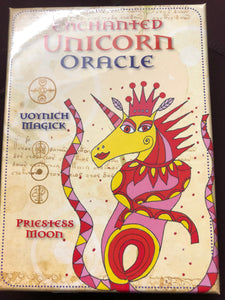 ENCHANTED
UNICORN
ORACLE
VOYNICH
MAGICK
PRIESTESS
MOON